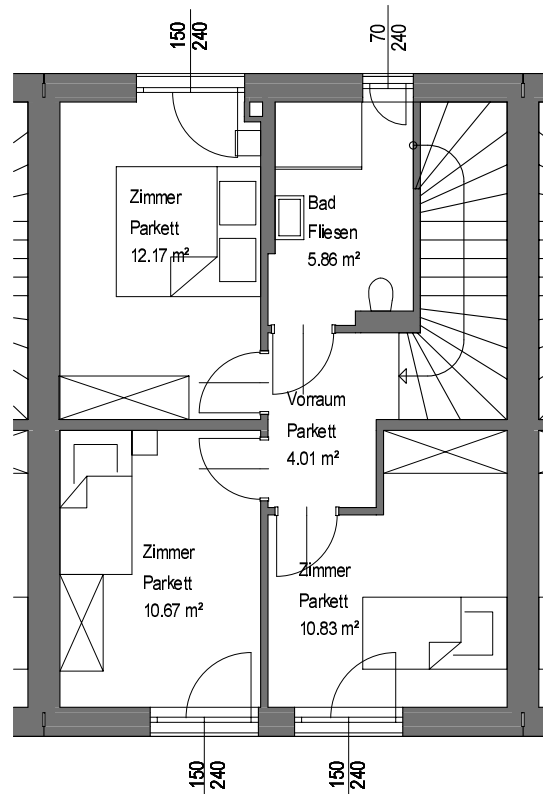 150
240
70
240
Zimmer
Parkett
12.17 m²
Bad
Fliesen
5.86 m²
Vorraum
Parkett
4.01 m²
Zimmer
Parkett
10.67 m²
Zimmer
Parkett
10.83 m²
150
240
150
240